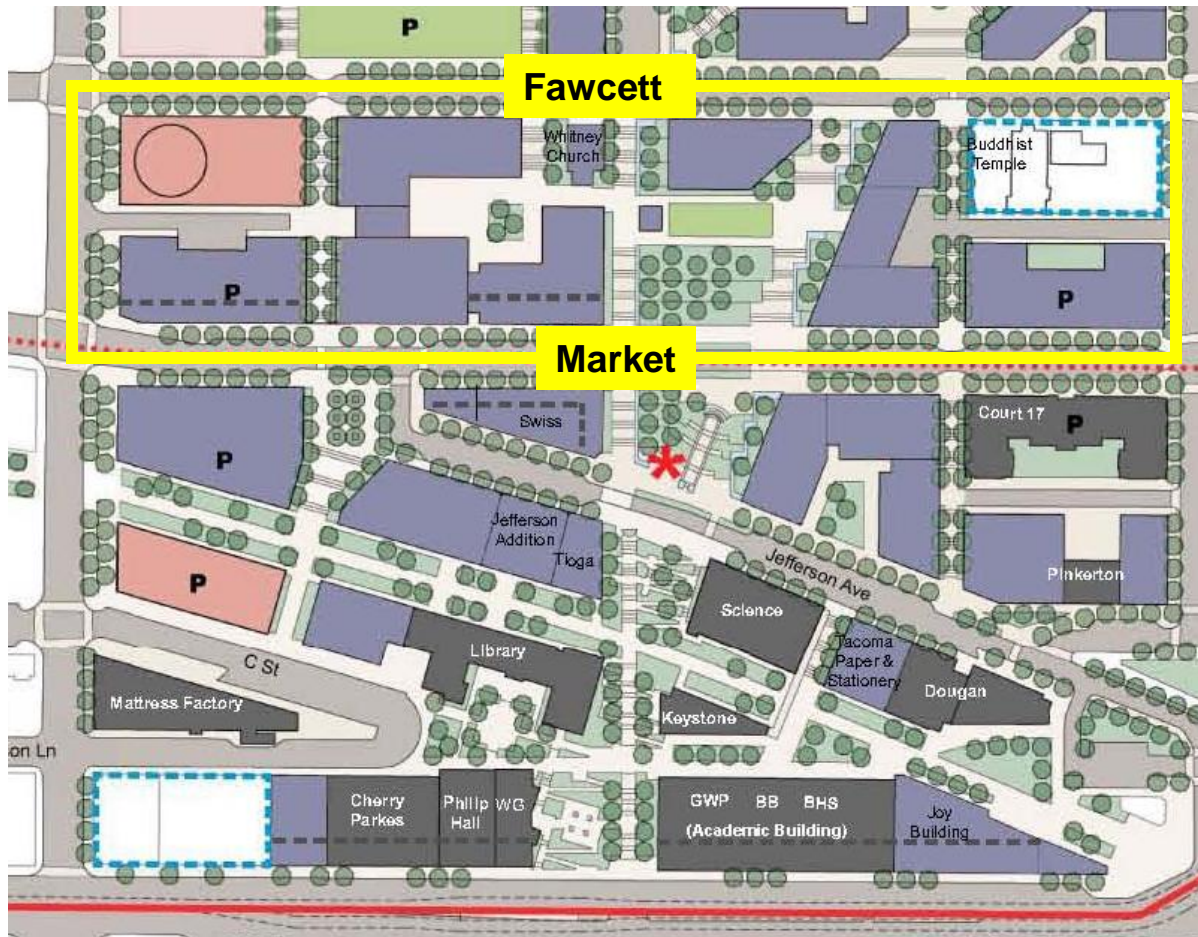 P
Fawcett
Whitney
Church
Buddhist
Temple
P
P
Market
Swiss
Court 17
P
P
Jefferson
Addition
Tioga
Jefferson Ave
Pinkerton
P
Science
Library
Tacoma
Paper &
Stationery
C St
Dougan
Mattress Factory
Keystone
on Ln
Cherry
Parkes
Philip
Hall
WG
GWP BB BHS
(Academic Building)
Joy
Building